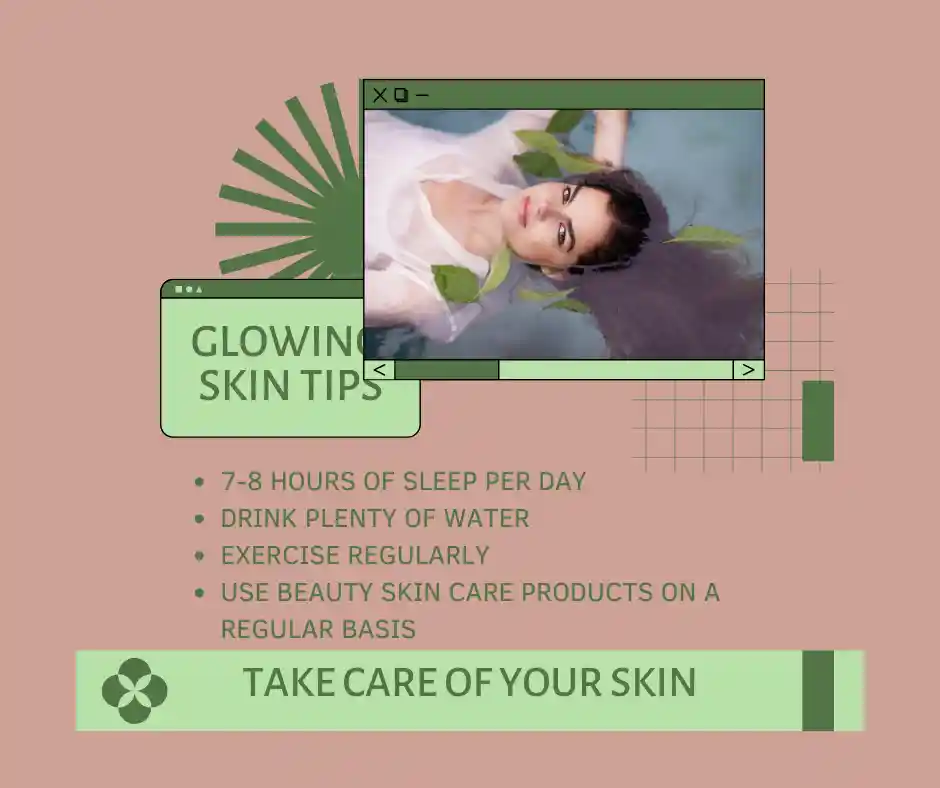 GLOWING
SKIN TIPS
7-8 HOURS OF SLEEP PER DAY
DRINK PLENTY OF WATER
EXERCISE REGULARLY
USE BEAUTY SKIN CARE PRODUCTS ON A
REGULAR BASIS
TAKE CARE OF YOUR SKIN